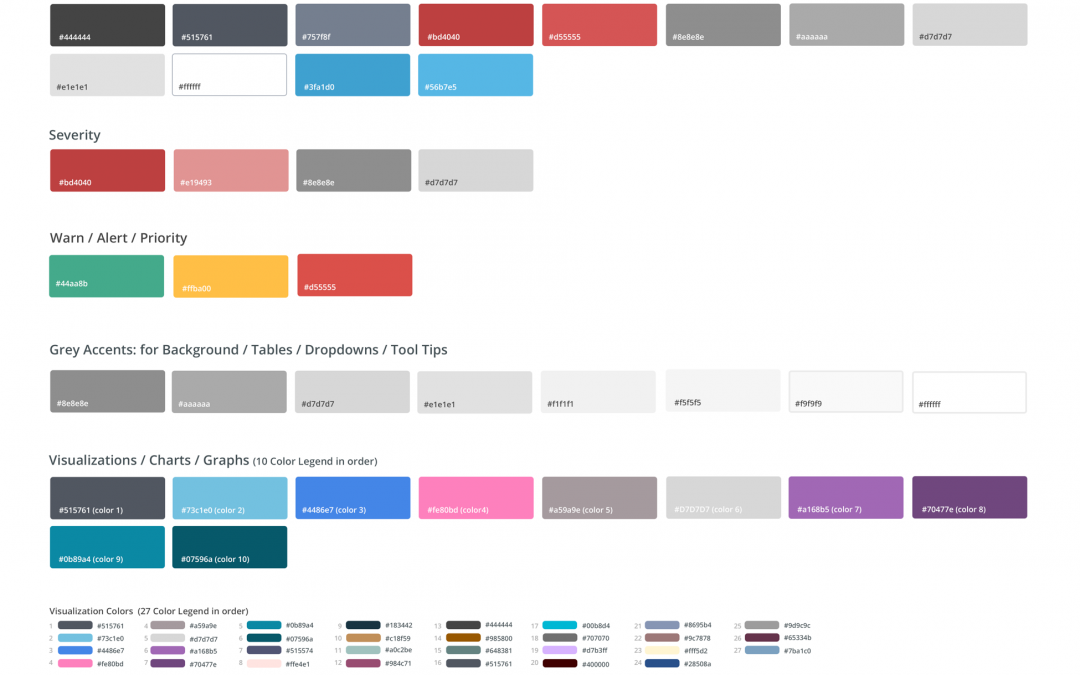 #444444 #515761 #757f8f #bd4040 #d55555 #8e8e8e #aaaaaa #d7d7d7
#e1e1e1 #ffffff #3fa1d0 #56b7e5
Severity
#bd4040 #e19493 #8e8e8e #d7d7d7
Warn / Alert / Priority
#44aa8b #ffba00 #d55555
Grey Accents: for Background / Tables / Dropdowns / Tool Tips
#8e8e8e #aaaaaa #d7d7d7 #e1e1e1 #f1f1f1 #f5f5f5 #f9f9f9 #ffffff
Visualizations / Charts / Graphs (10 Color Legend in order)
#515761 (color 1) #73c1e0 (color 2) #4486e7 (color 3) #fe80bd (color4) #a59a9e (color 5) #D7D7D7 (color 6) #a168b5 (color 7) #70477e (color 8)
#0b89a4 (color 9) #07596a (color 10)
Visualization Colors (27 Color Legend in order)
1 #515761 4 #a59a9e 5 #0b89a4 9 #183442 13 #444444 17 #00b8d4 21 #8695b4 25 #9d9c9c
2 #73c1e0 5 #d7d7d7 6 #07596a 10 #c18f59 14 #985800 18 #707070 22 #9c7878 26 #65334b
3 #4486e7 6 #a168b5 7 #515574 11 #a0c2be 15 #648381 19 #d7b3ff 23 #fff5d2 27 #7ba1c0
4 #fe80bd 7 #70477e 8 #ffe4e1 12 #984c71 16 #515761 20 #400000 24 #28508a